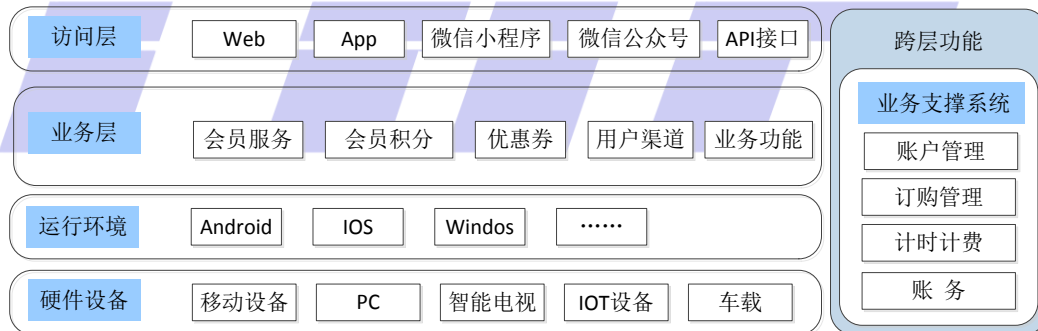 访问层
Web
App
微信小程序
微信公众号
API接口
业务层
会员服务
会员积分
优惠券
用户渠道
业务功能
运行环境
Android
IOS
Windos
……
硬件设备
移动设备
PC
智能电视
IOT设备
车载
跨层功能
业务支撑系统
账户管理
订购管理
计时计费
账 务